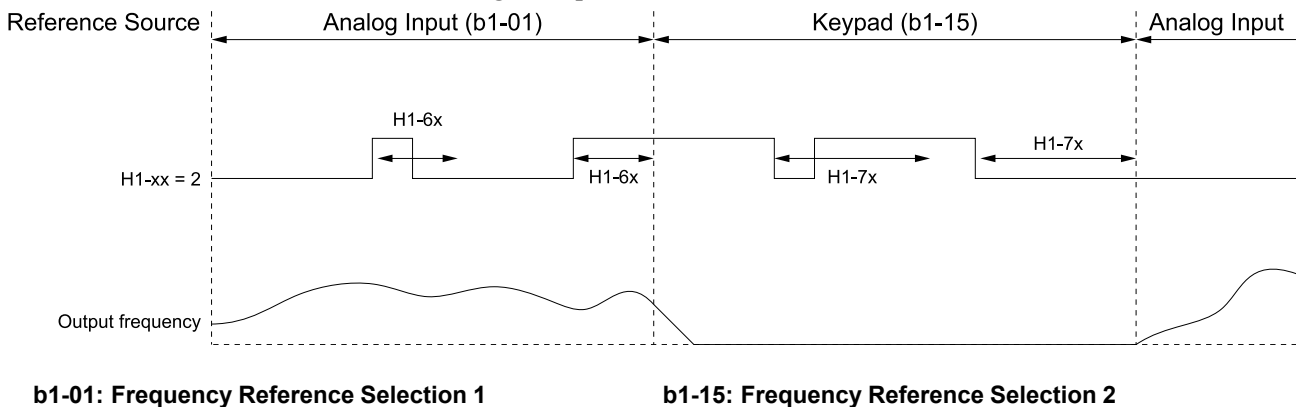 Reference Source Analog Input (b1-01) Keypad (b1-15) Analog Input
H1-6x
H1-7x
H1-xx = 2
H1-6x
H1-7x
Output frequency
b1-01: Frequency Reference Selection 1 b1-15: Frequency Reference Selection 2